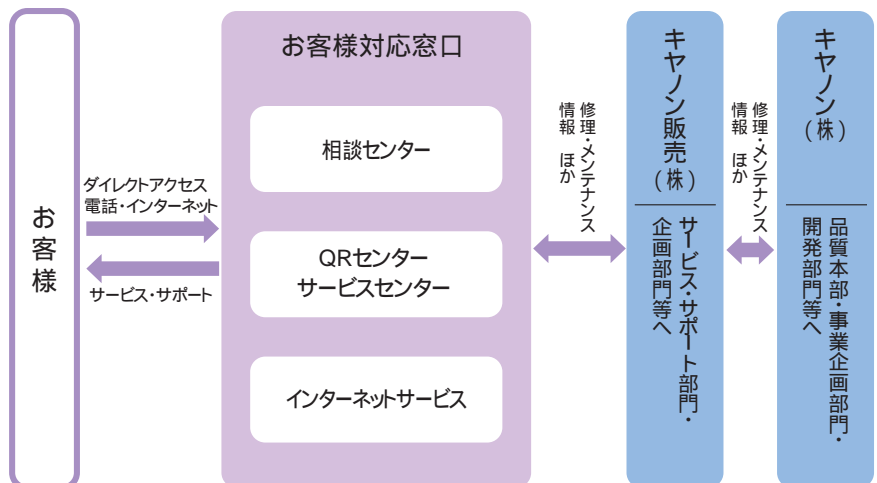 お客様
ダイレクトアクセス
電話・インターネット
サービス・サポート
お客様対応窓口
相談センター
QRセンター
サービスセンター
インターネットサービス
修理・メンテナンス
情報 ほか
キヤノン販売(株)
サービス・サポート部門・
企画部門等へ
修理・メンテナンス
情報 ほか
キヤノン(株)
品質本部・事業企画部門・
開発部門等へ